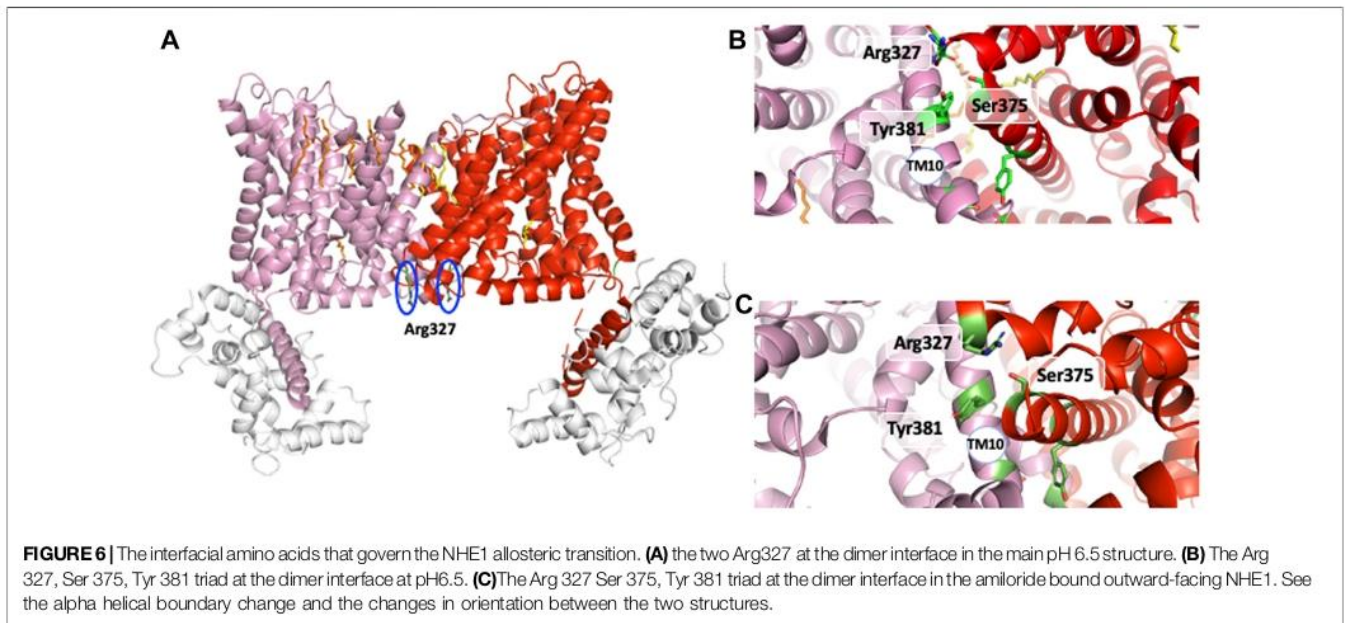 A
Arg327
B
Arg327
Ser375
Tyr381
TM10
C
Arg327
Ser375
Tyr381
TM10
FIGURE 6 | The interfacial amino acids that govern the NHE1 allosteric transition. (A) the two Arg327 at the dimer interface in the main pH 6.5 structure. (B) The Arg
327, Ser 375, Tyr 381 triad at the dimer interface at pH6.5. (C)The Arg 327 Ser 375, Tyr 381 triad at the dimer interface in the amiloride bound outward-facing NHE1. See
the alpha helical boundary change and the changes in orientation between the two structures.